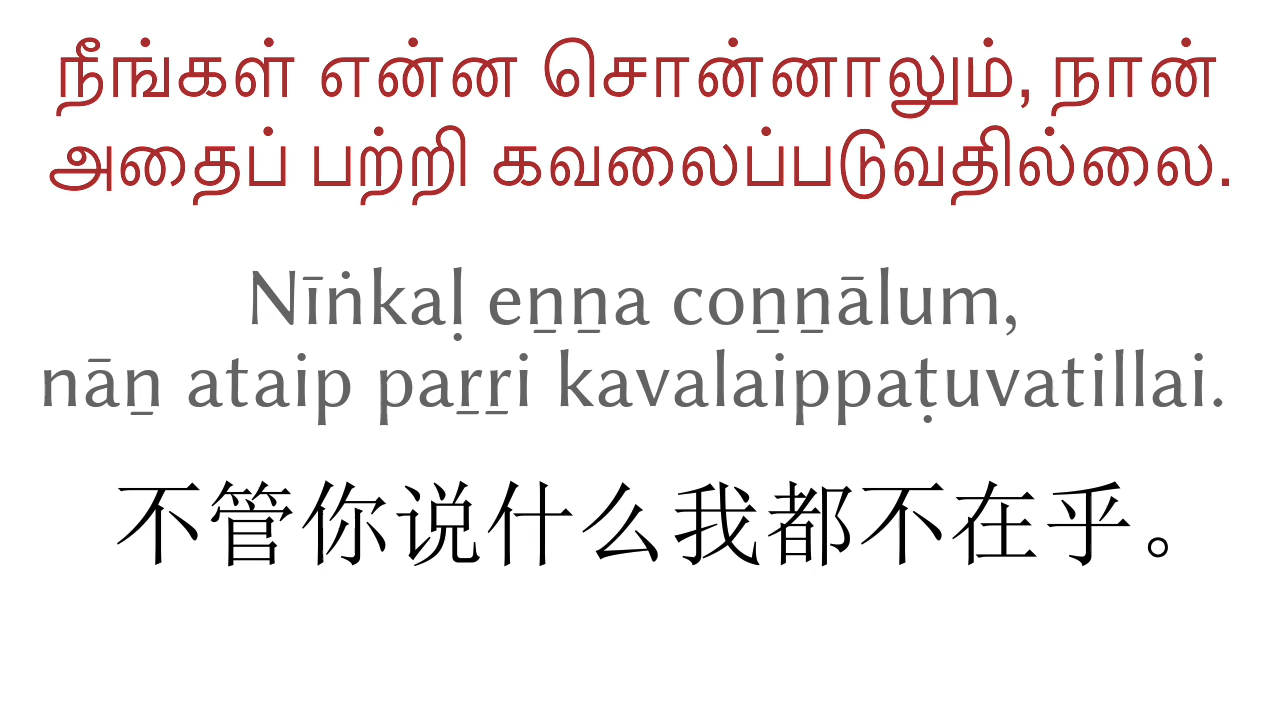 நீங்கள் என்ன சொன்னாலும், நான்
அதைப் பற்றி கவலைப்படுவதில்லை.
Nīṅkaḷ eṉṉa coṉṉālum,
nāṉ ataip paṟṟi kavalaippaṭuvatillai.
不管你说什么我都不在乎。